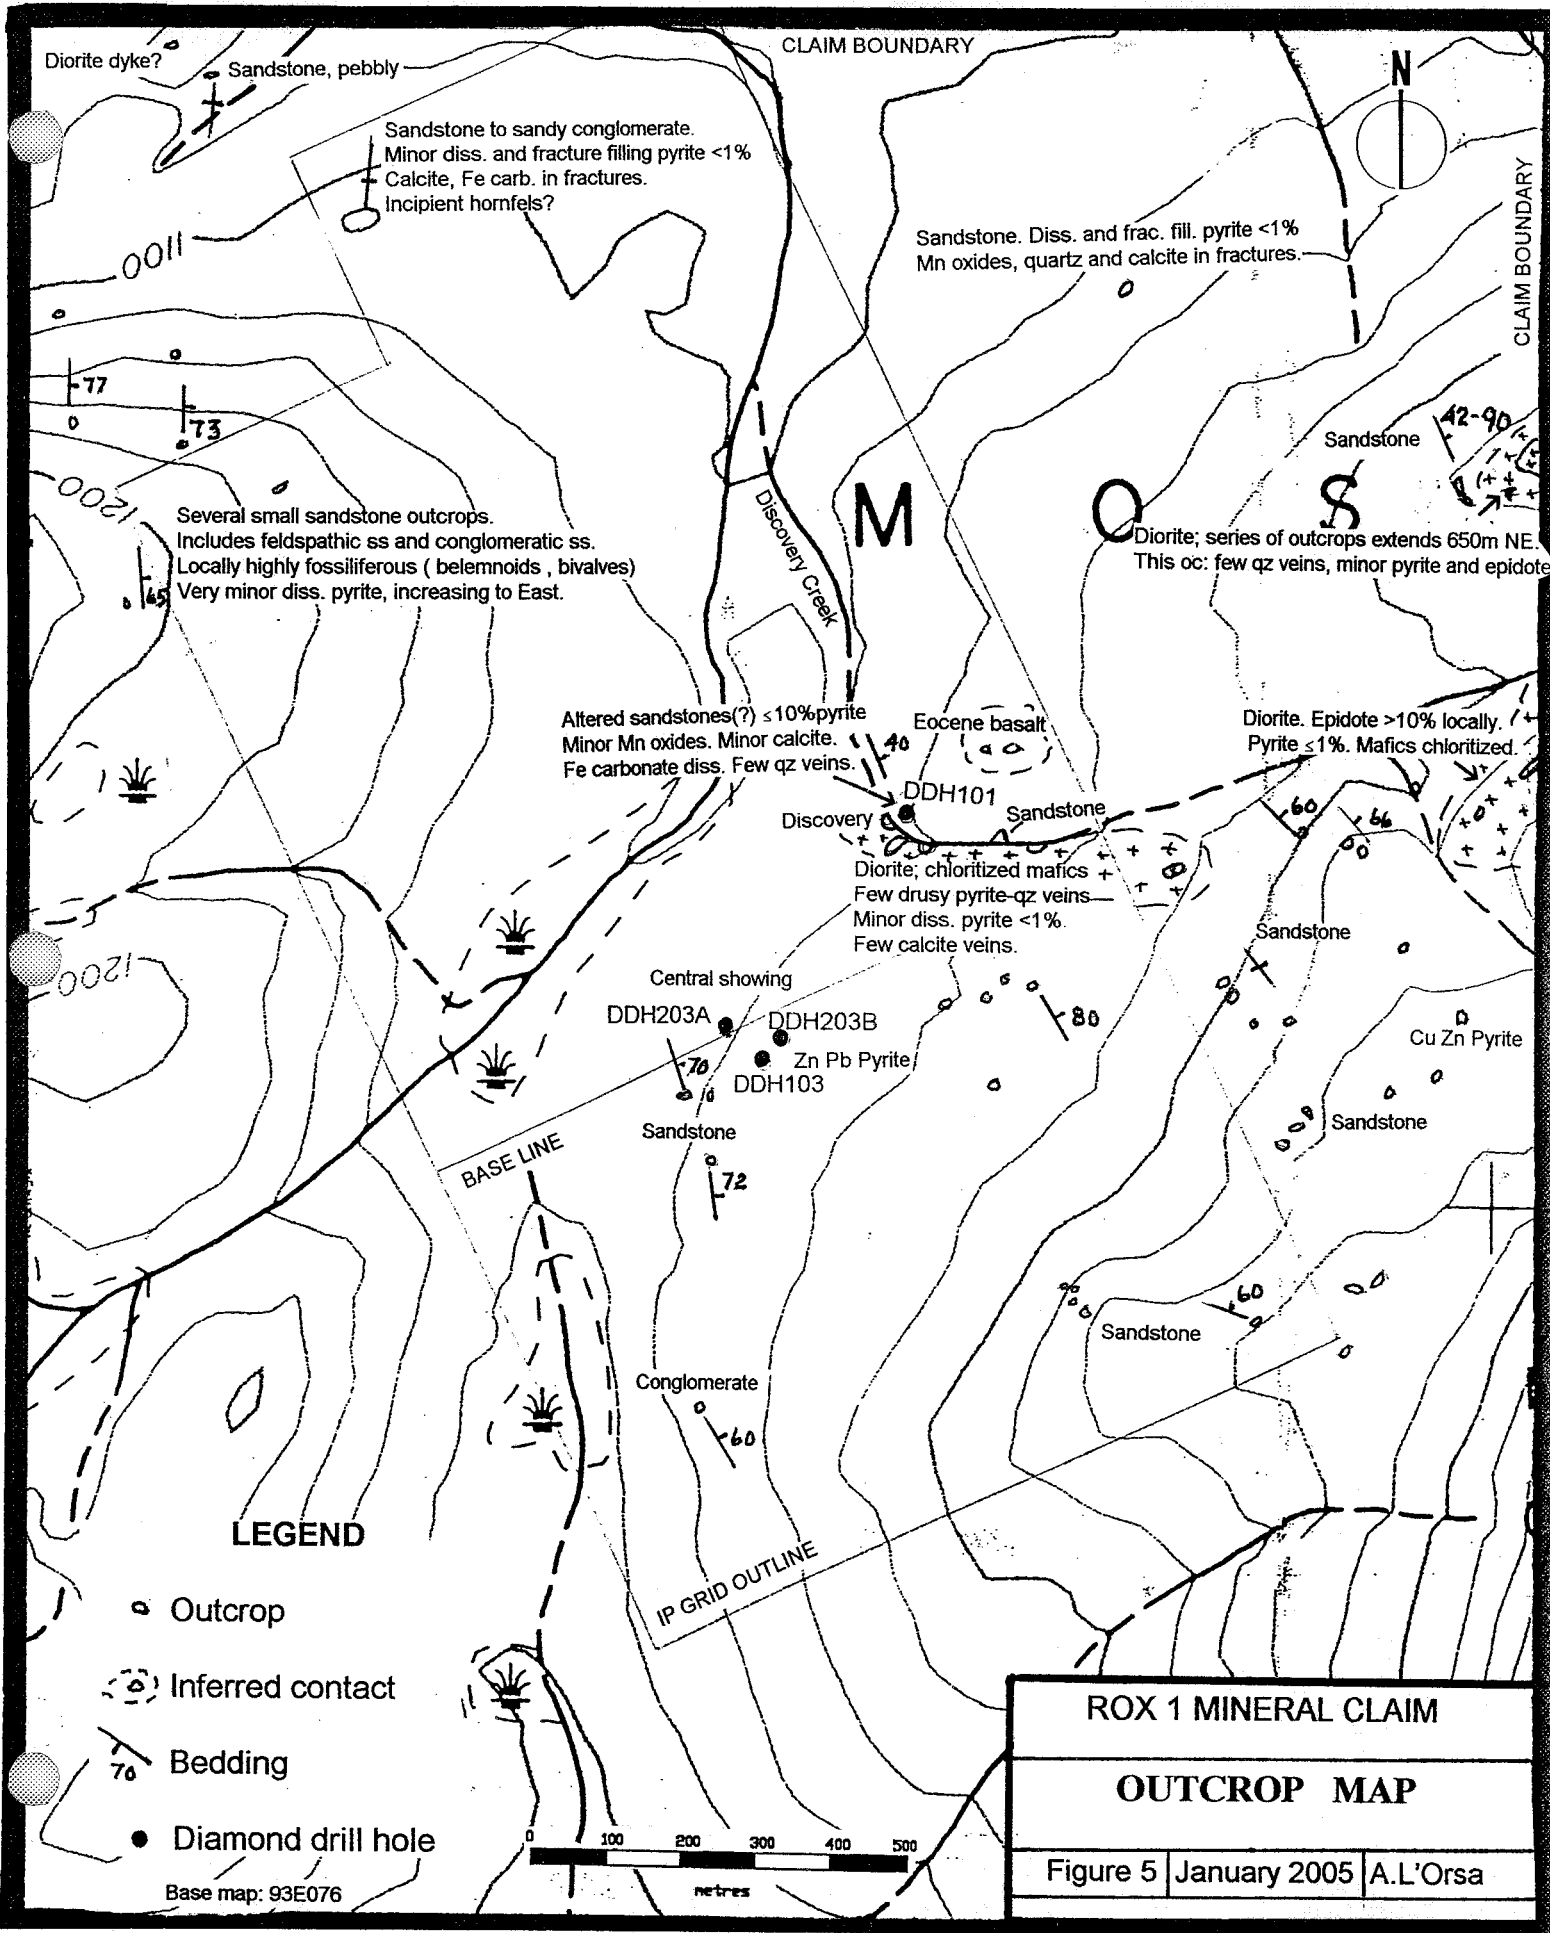 CLAIM BOUNDARY
Diorite dyke?
Sandstone, pebbly
N
Sandstone to sandy conglomerate.
Minor diss. and fracture filling pyrite <1%
Calcite, Fe carb. in fractures.
Incipient hornfels?
CLAIM BOUNDARY
1100
Sandstone. Diss. and frac. fill. pyrite <1%
Mn oxides, quartz and calcite in fractures.
77
73
42-90
Sandstone
1200
M O S
Several small sandstone outcrops.
Includes feldspathic ss and conglomeratic ss.
Locally highly fossiliferous ( belemnoids , bivalves)
Very minor diss. pyrite, increasing to East.
65
Discovery Creek
Diorite; series of outcrops extends 650m NE.
This oc: few qz veins, minor pyrite and epidote
Altered sandstones(?) ≤10%pyrite
Minor Mn oxides. Minor calcite.
Fe carbonate diss. Few qz veins.
40
Eocene basalt
Diorite. Epidote >10% locally.
Pyrite ≤1%. Mafics chloritized.
DDH101
Discovery
Sandstone
60
66
Diorite; chloritized mafics
Few drusy pyrite-qz veins
Minor diss. pyrite <1%.
Few calcite veins.
Sandstone
1200
Central showing
DDH203A
DDH203B
80
Cu Zn Pyrite
70
Zn Pb Pyrite
DDH103
Sandstone
Sandstone
BASE LINE
72
60
Sandstone
Conglomerate
60
IP GRID OUTLINE
LEGEND
Outcrop
Inferred contact
70
Bedding
Diamond drill hole
Base map: 93E076
0 100 200 300 400 500
metres
ROX 1 MINERAL CLAIM
OUTCROP MAP
Figure 5 January 2005 A.L'Orsa